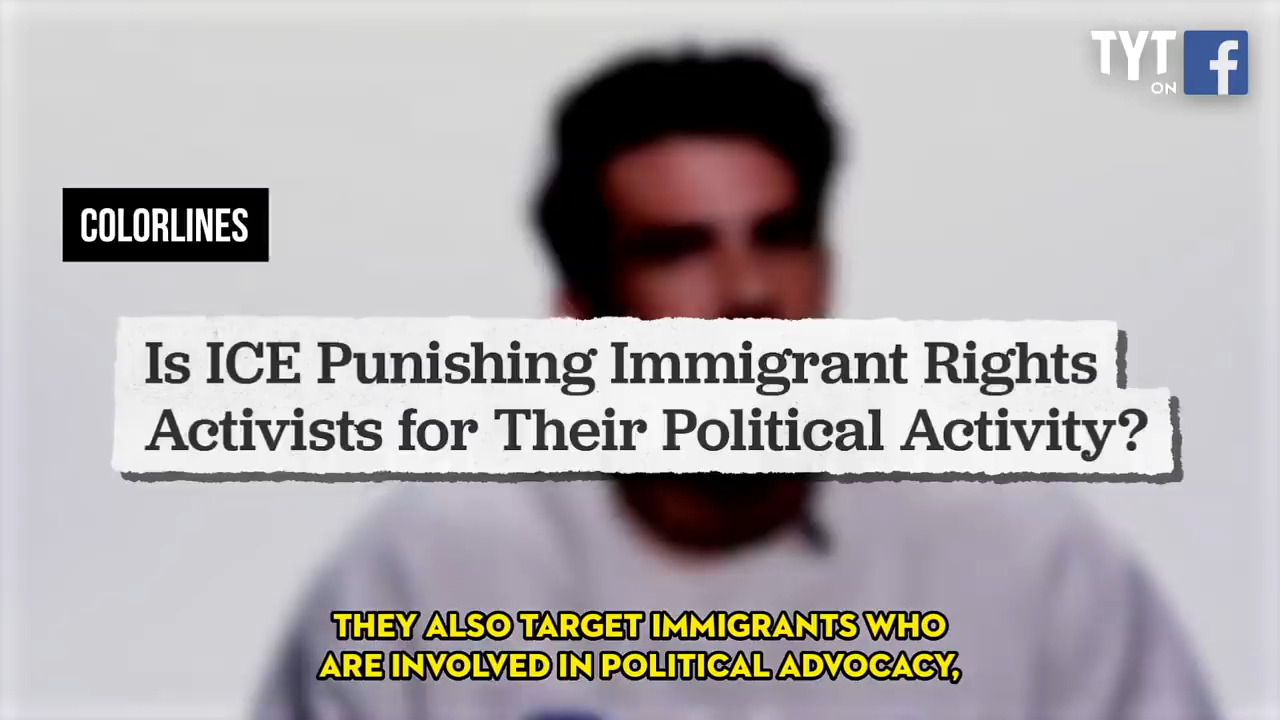 TYT
ON
f
COLORLINES
Is ICE Punishing Immigrant Rights
Activists for Their Political Activity?
THEY ALSO TARGET IMMIGRANTS WHO
ARE INVOLVED IN POLITICAL ADVOCACY,